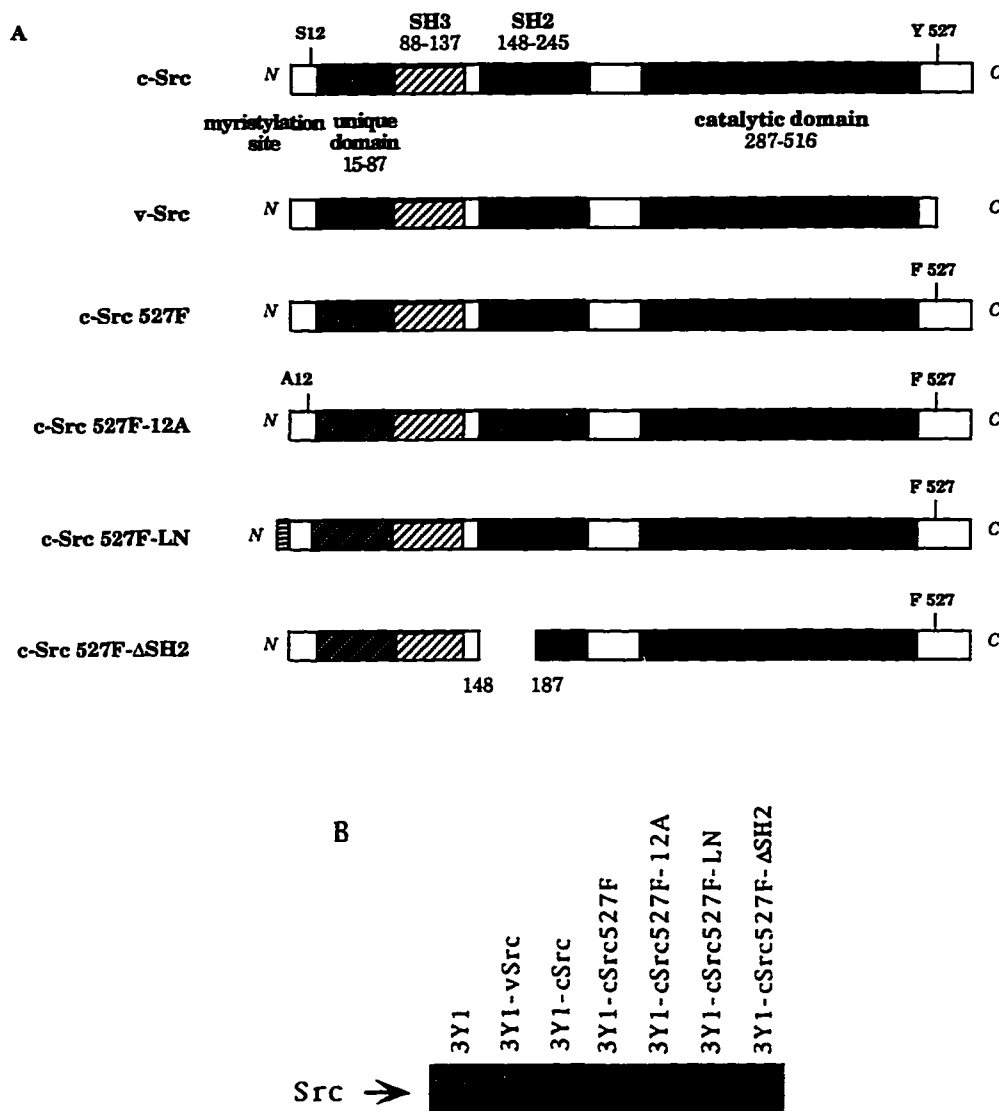 A
SH3 SH2
S12 88-137 148-245 Y 527
c-Src N C
myristylation unique catalytic domain
site domain 287-516
15-87
v-Src N C
F 527
c-Src 527F N C
A12 F 527
c-Src 527F-12A N C
F 527
c-Src 527F-LN N C
F 527
c-Src 527F-ΔSH2 N C
148 187
B
3Y1
3Y1-vSrc
3Y1-cSrc
3Y1-cSrc527F
3Y1-cSrc527F-12A
3Y1-cSrc527F-LN
3Y1-cSrc527F-ΔSH2
Src